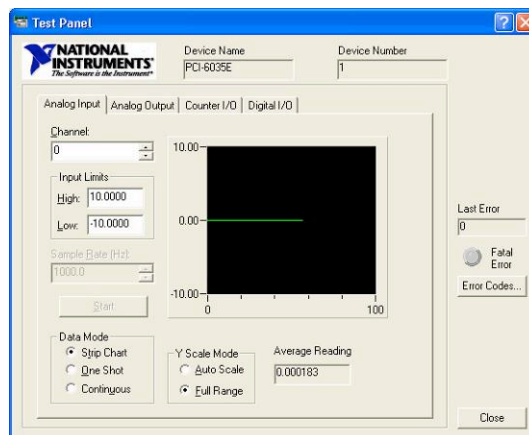 Test Panel
NATIONAL
INSTRUMENTS
The Software is the Instrument
Device Name
PCI-6035E
Device Number
1
Analog Input
Analog Output
Counter I/O
Digital I/O
Channel:
0
Input Limits
High: 10.0000
Low: -10.0000
Sample Rate (Hz):
1000.0
Start
10.00
0.00
-10.00
0
100
Last Error
0
Fatal
Error
Error Codes...
Data Mode
Strip Chart
One Shot
Continuous
Y Scale Mode
Auto Scale
Full Range
Average Reading
0.000183
Close